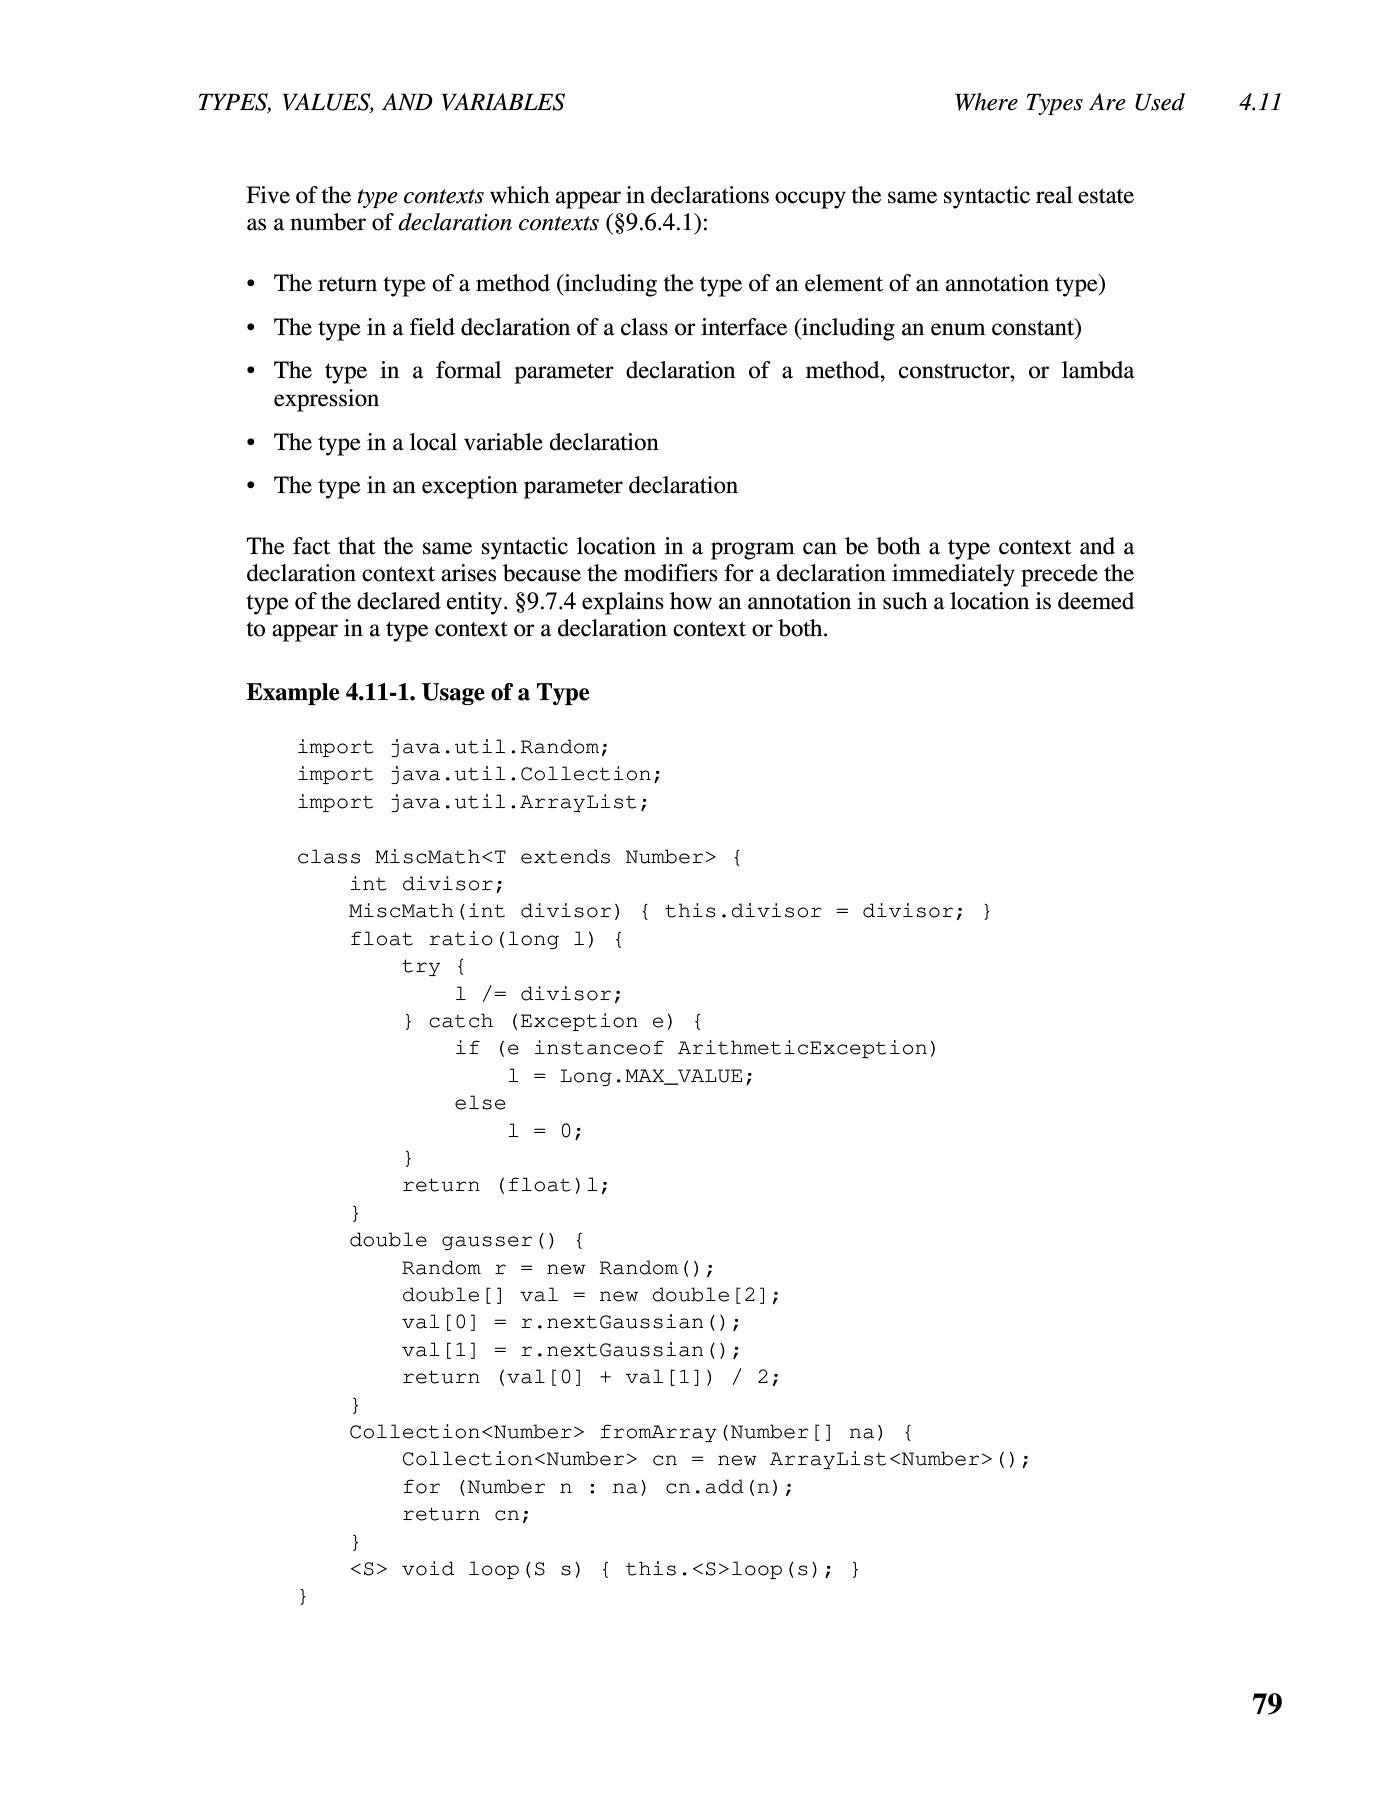 TYPES, VALUES, AND VARIABLES Where Types Are Used 4.11
Five of the type contexts which appear in declarations occupy the same syntactic real estate
as a number of declaration contexts (§9.6.4.1):
• The return type of a method (including the type of an element of an annotation type)
• The type in a field declaration of a class or interface (including an enum constant)
• The type in a formal parameter declaration of a method, constructor, or lambda
expression
• The type in a local variable declaration
• The type in an exception parameter declaration
The fact that the same syntactic location in a program can be both a type context and a
declaration context arises because the modifiers for a declaration immediately precede the
type of the declared entity. §9.7.4 explains how an annotation in such a location is deemed
to appear in a type context or a declaration context or both.
Example 4.11-1. Usage of a Type
import java.util.Random;
import java.util.Collection;
import java.util.ArrayList;
class MiscMath<T extends Number> {
    int divisor;
    MiscMath(int divisor) { this.divisor = divisor; }
    float ratio(long l) {
        try {
            l /= divisor;
        } catch (Exception e) {
            if (e instanceof ArithmeticException)
                l = Long.MAX_VALUE;
            else
                l = 0;
        }
        return (float)l;
    }
    double gausser() {
        Random r = new Random();
        double[] val = new double[2];
        val[0] = r.nextGaussian();
        val[1] = r.nextGaussian();
        return (val[0] + val[1]) / 2;
    }
    Collection<Number> fromArray(Number[] na) {
        Collection<Number> cn = new ArrayList<Number>();
        for (Number n : na) cn.add(n);
        return cn;
    }
    <S> void loop(S s) { this.<S>loop(s); }
}
79